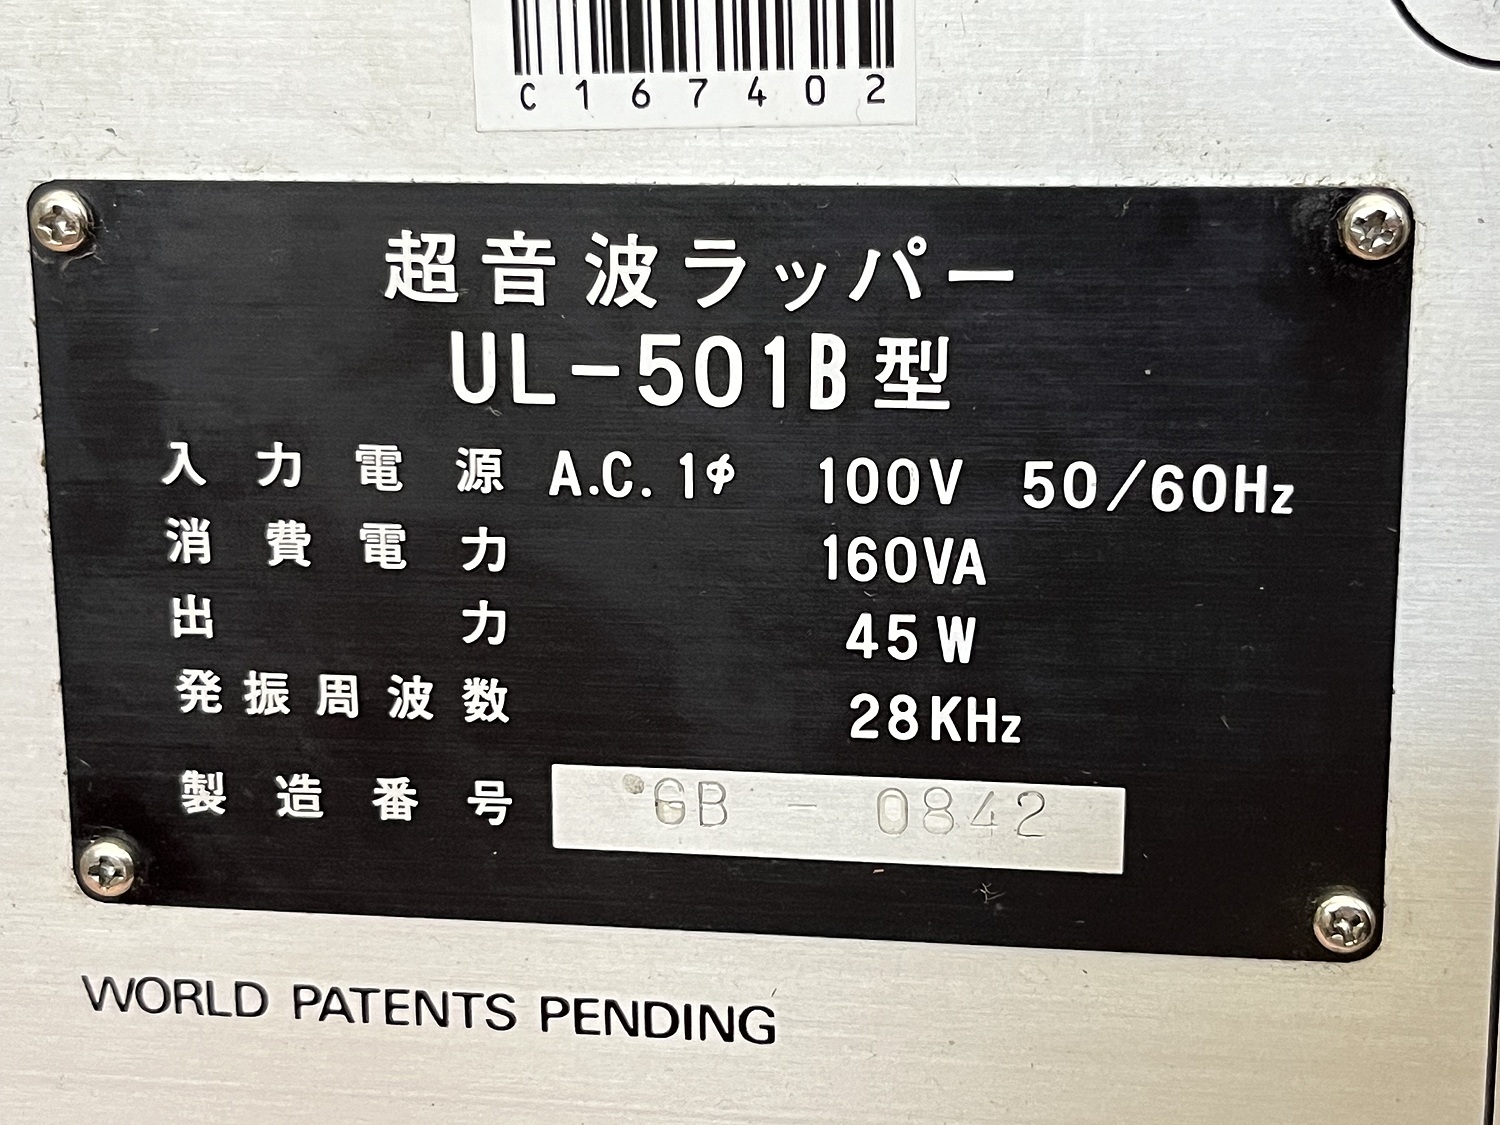 C167402
超音波ラッパー
UL-501B型
入力電源 A.C. 1φ 100V 50/60Hz
消費電力 160VA
出力 45W
発振周波数 28KHz
製造番号 GB - 0842
WORLD PATENTS PENDING